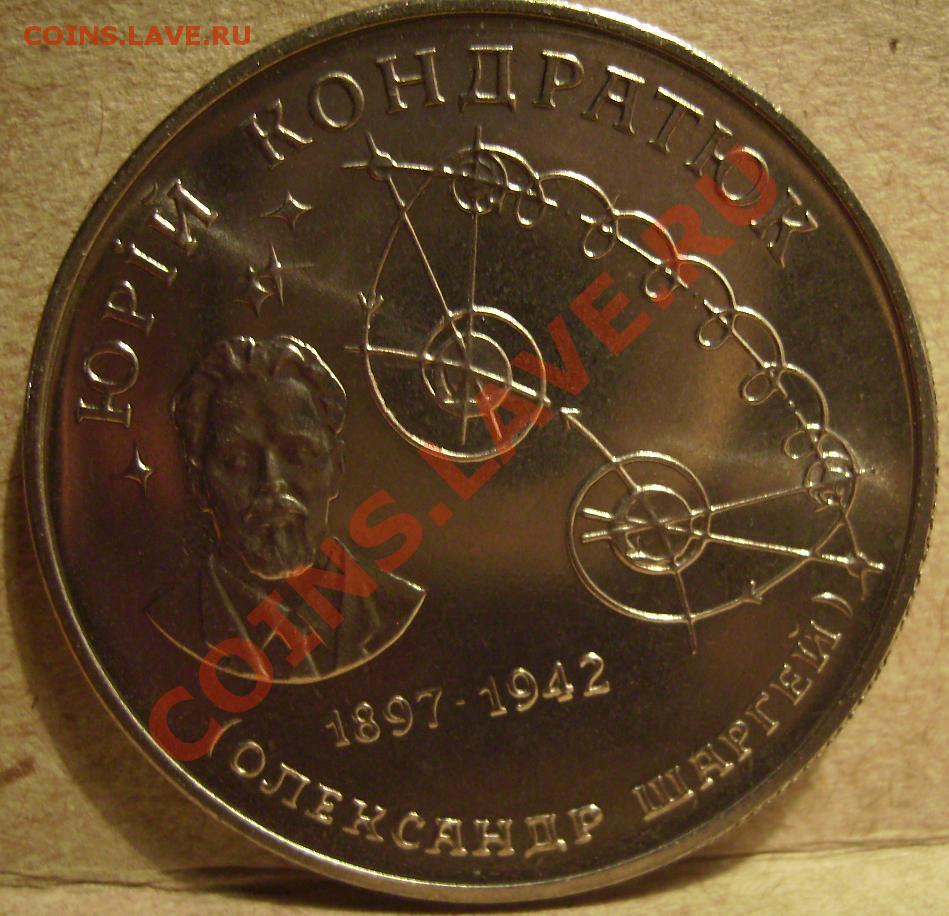 COINS.LAVE.RU
ЮРІЙ КОНДРАТЮК
1897-1942
(ОЛЕКСАНДР ШАРГЕЙ)
COINS.LAVE.RU